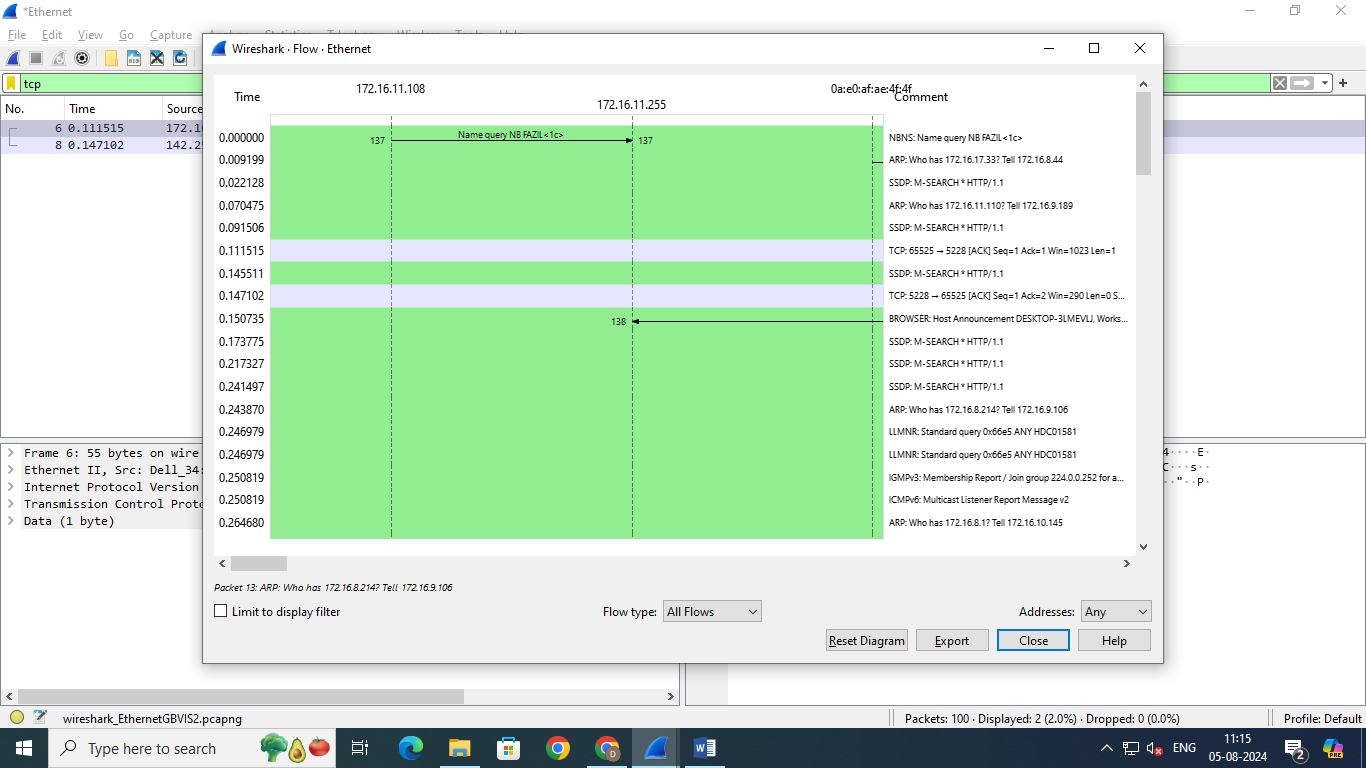 *Ethernet
File Edit View Go Capture
Wireshark · Flow · Ethernet
tcp
No. Time Source
6 0.111515 172.1
8 0.147102 142.2
172.16.11.108
172.16.11.255
0a:e0:af:ae:4f:4f
Time
Comment
0.000000 137 Name query NB FAZIL<1c> 137 NBNS: Name query NB FAZIL<1c>
0.009199 ARP: Who has 172.16.17.33? Tell 172.16.8.44
0.022128 SSDP: M-SEARCH * HTTP/1.1
0.070475 ARP: Who has 172.16.11.110? Tell 172.16.9.189
0.091506 SSDP: M-SEARCH * HTTP/1.1
0.111515 TCP: 65525 → 5228 [ACK] Seq=1 Ack=1 Win=1023 Len=1
0.145511 SSDP: M-SEARCH * HTTP/1.1
0.147102 TCP: 5228 → 65525 [ACK] Seq=1 Ack=2 Win=290 Len=0 S...
0.150735 138 BROWSER: Host Announcement DESKTOP-3LMEVLJ, Works...
0.173775 SSDP: M-SEARCH * HTTP/1.1
0.217327 SSDP: M-SEARCH * HTTP/1.1
0.241497 SSDP: M-SEARCH * HTTP/1.1
0.243870 ARP: Who has 172.16.8.214? Tell 172.16.9.106
0.246979 LLMNR: Standard query 0x66e5 ANY HDC01581
0.246979 LLMNR: Standard query 0x66e5 ANY HDC01581
0.250819 IGMPv3: Membership Report / Join group 224.0.0.252 for a...
0.250819 ICMPv6: Multicast Listener Report Message v2
0.264680 ARP: Who has 172.16.8.1? Tell 172.16.10.145
Packet 13: ARP: Who has 172.16.8.214? Tell 172.16.9.106
Limit to display filter Flow type: All Flows Addresses: Any
Reset Diagram Export Close Help
Frame 6: 55 bytes on wire
Ethernet II, Src: Dell_34:
Internet Protocol Version
Transmission Control Proto
Data (1 byte)
4····E·
C···s··
·"··P·
wireshark_EthernetGBVIS2.pcapng
Packets: 100 · Displayed: 2 (2.0%) · Dropped: 0 (0.0%)
Profile: Default
Type here to search
ENG
11:15
05-08-2024
2
PRE